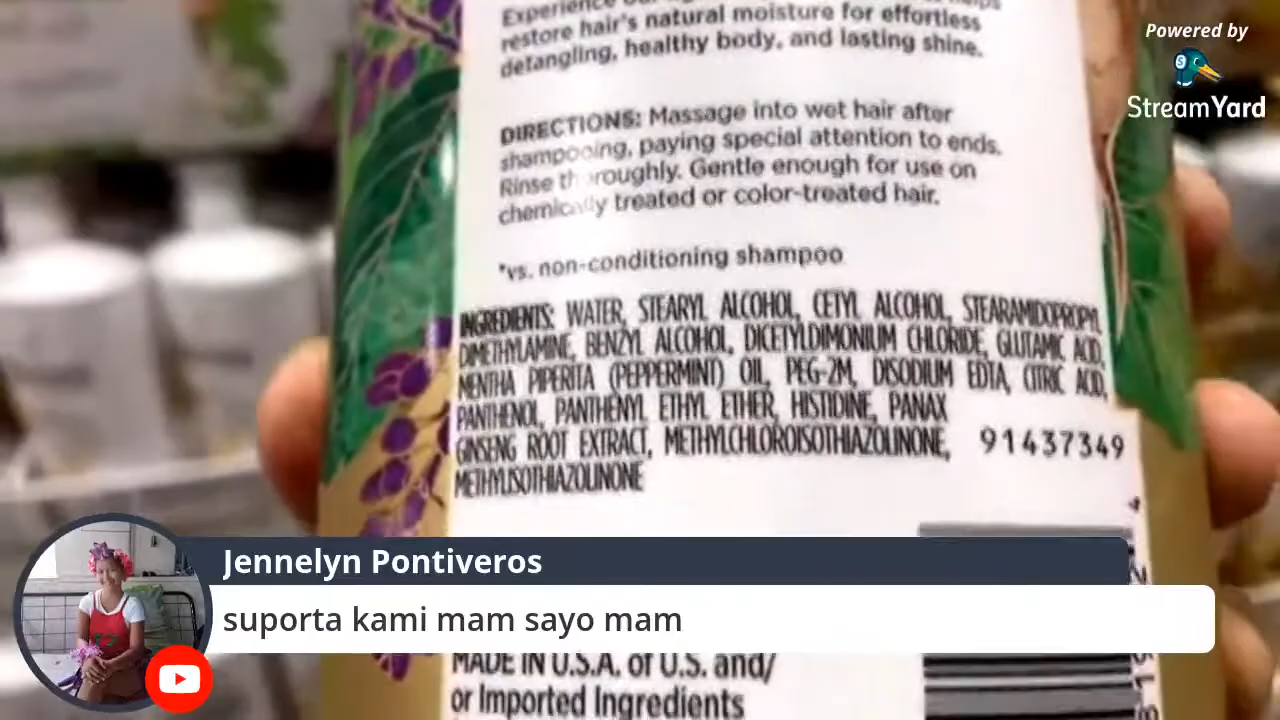 Experience
restore hair's natural moisture for effortless
detangling, healthy body, and lasting shine.
Powered by
StreamYard
DIRECTIONS: Massage into wet hair after
shampooing, paying special attention to ends.
Rinse thoroughly. Gentle enough for use on
chemically treated or color-treated hair.
*vs. non-conditioning shampoo
INGREDIENTS: WATER, STEARYL ALCOHOL, CETYL ALCOHOL, STEARAMIDOPROPYL
DIMETHYLAMINE, BENZYL ALCOHOL, DICETYLDIMONIUM CHLORIDE, GLUTAMIC ACID,
MENTHA PIPERITA (PEPPERMINT) OIL, PEG-2M, DISODIUM EDTA, CITRIC ACID,
PANTHENOL, PANTHENYL ETHYL ETHER, HISTIDINE, PANAX
GINSENG ROOT EXTRACT, METHYLCHLOROISOTHIAZOLINONE,
METHYLISOTHIAZOLINONE
91437349
Jennelyn Pontiveros
suporta kami mam sayo mam
MADE IN U.S.A. of U.S. and/
or Imported Ingredients